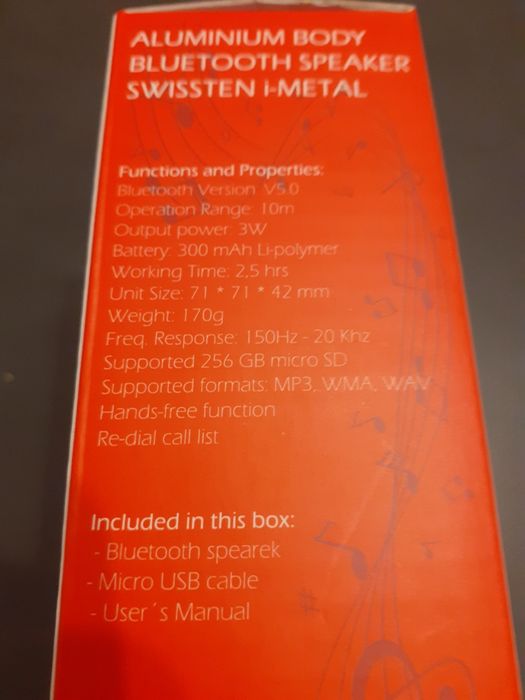 ALUMINIUM BODY
BLUETOOTH SPEAKER
SWISSTEN i-METAL
Functions and Properties:
Bluetooth Version: V5.0
Operation Range: 10m
Output power: 3W
Battery: 300 mAh Li-polymer
Working Time: 2,5 hrs
Unit Size: 71 * 71 * 42 mm
Weight: 170g
Freq. Response: 150Hz - 20 Khz
Supported 256 GB micro SD
Supported formats: MP3, WMA, WAV
Hands-free function
Re-dial call list
Included in this box:
- Bluetooth spearek
- Micro USB cable
- User´s Manual